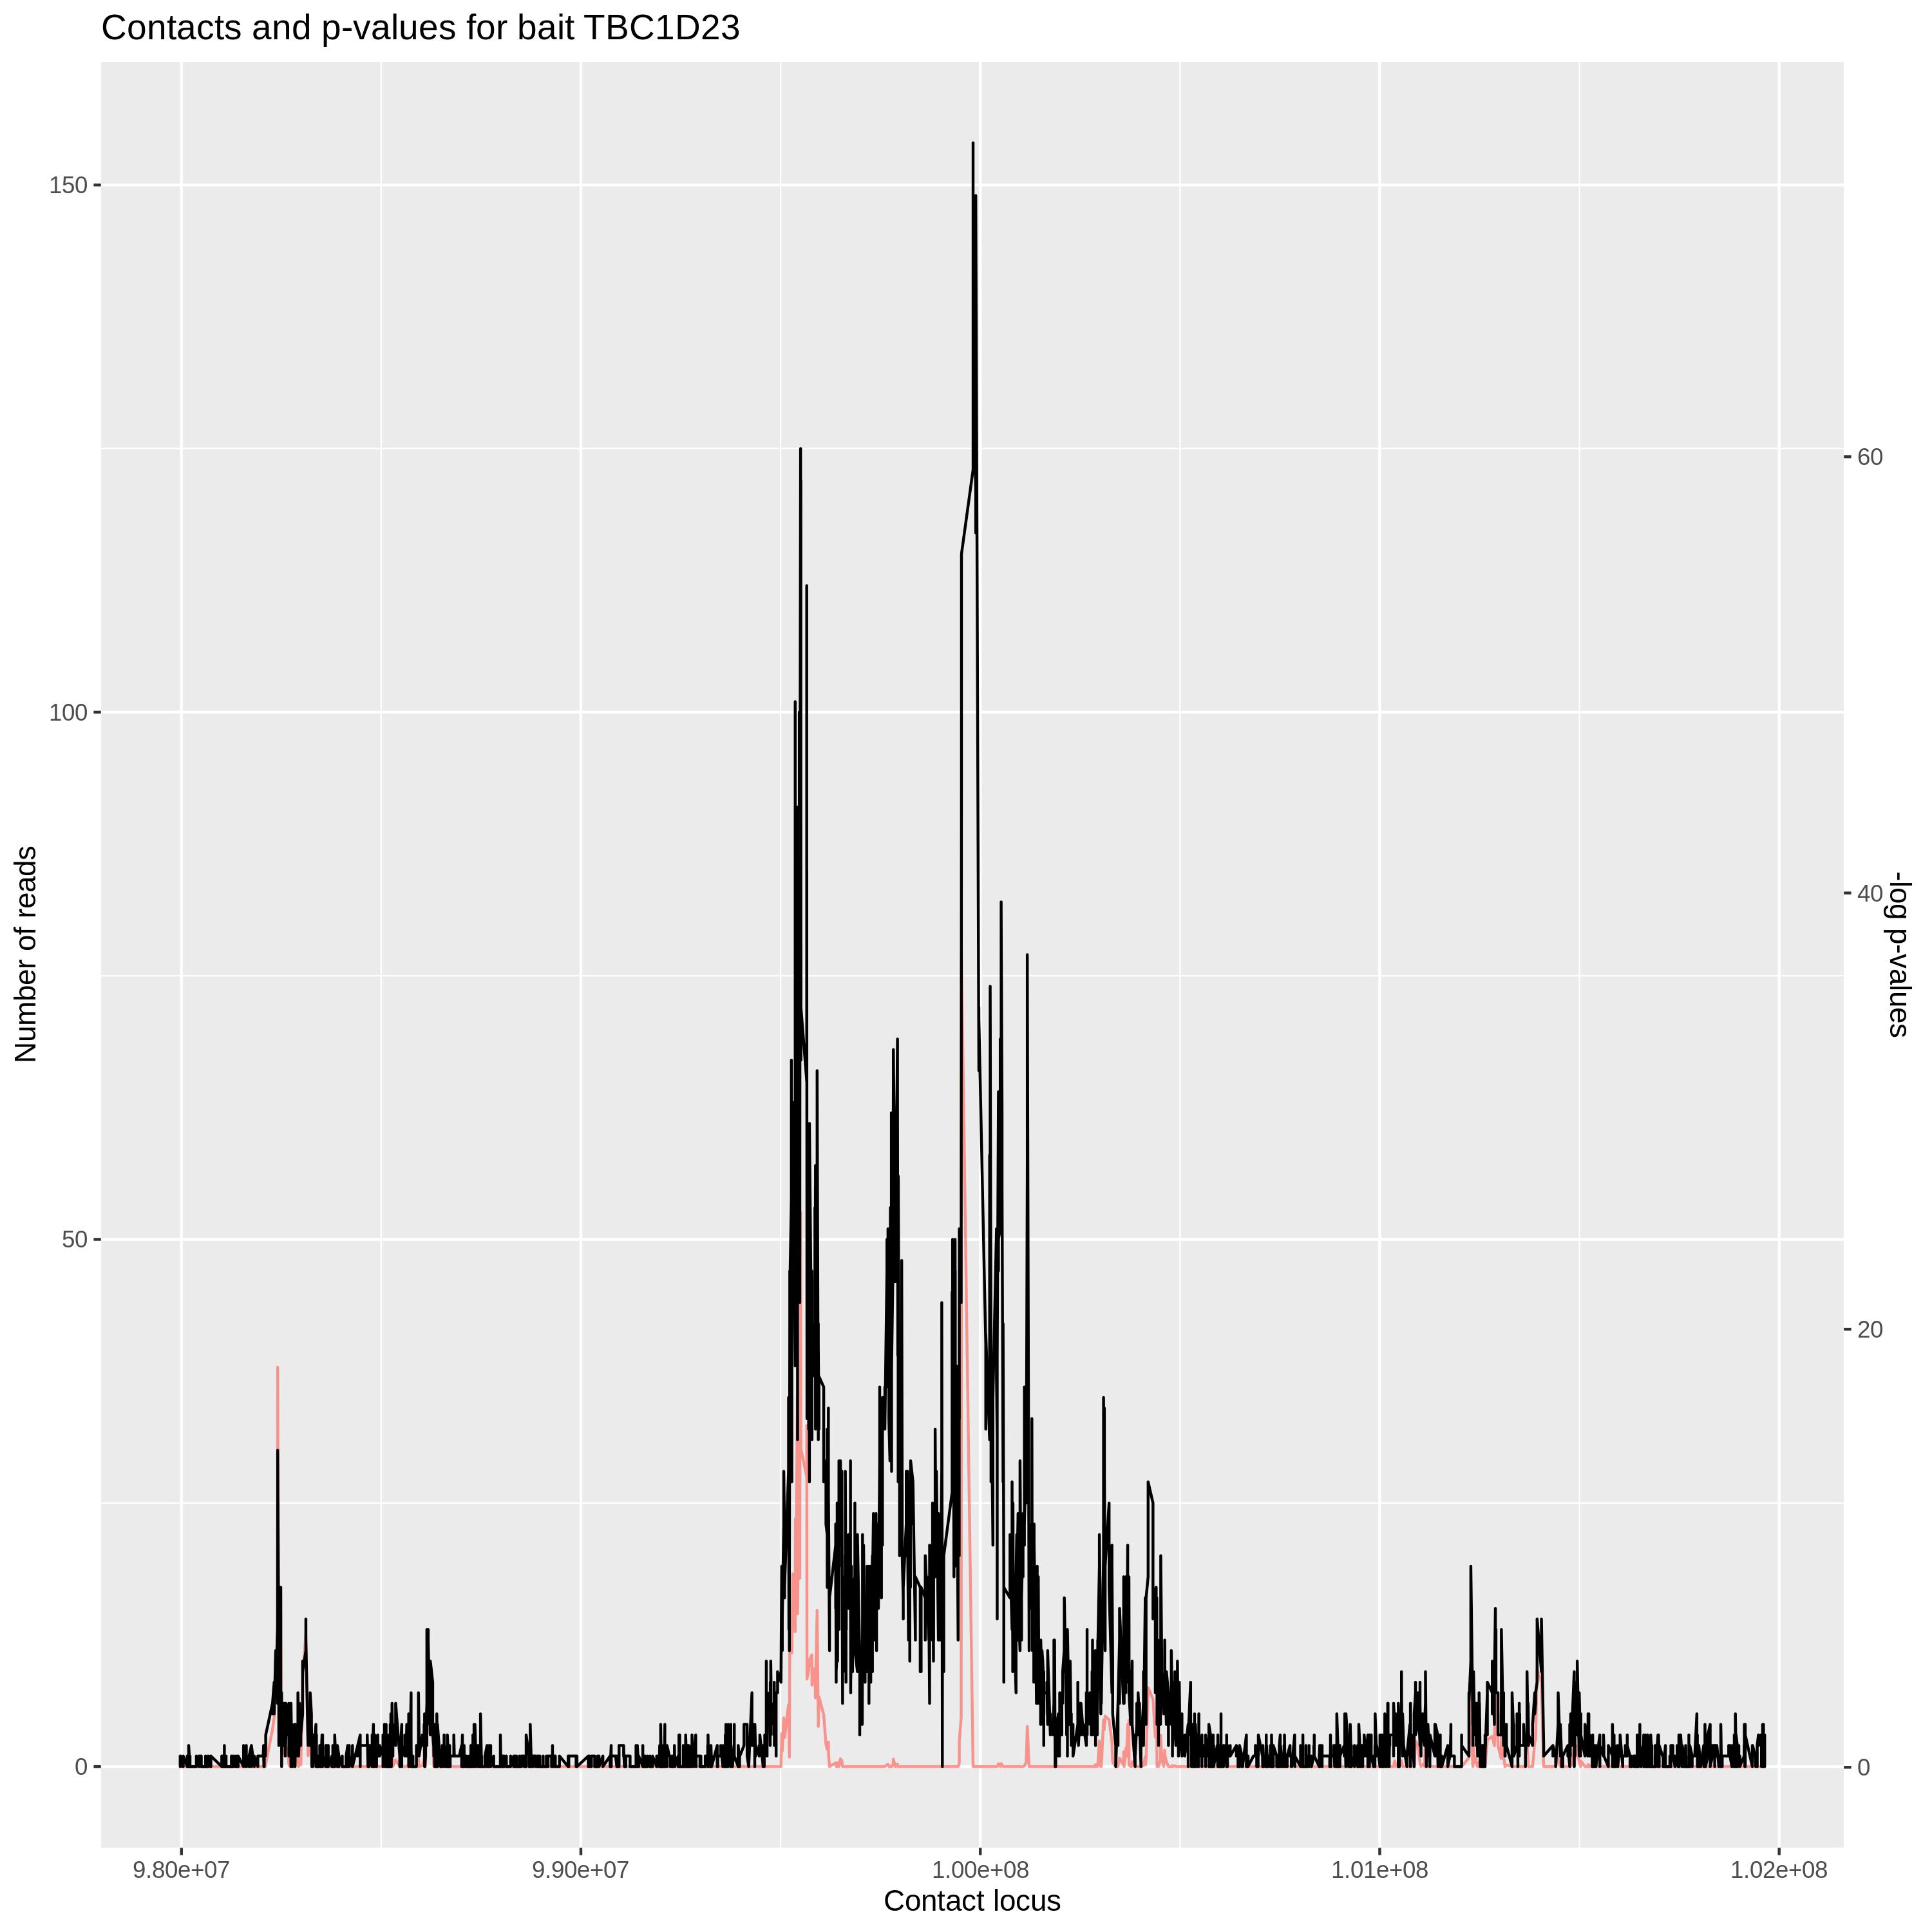 Contacts and p-values for bait TBC1D23
150
100
50
0
Number of reads
60
40
20
0
-log p-values
9.80e+07
9.90e+07
1.00e+08
1.01e+08
1.02e+08
Contact locus